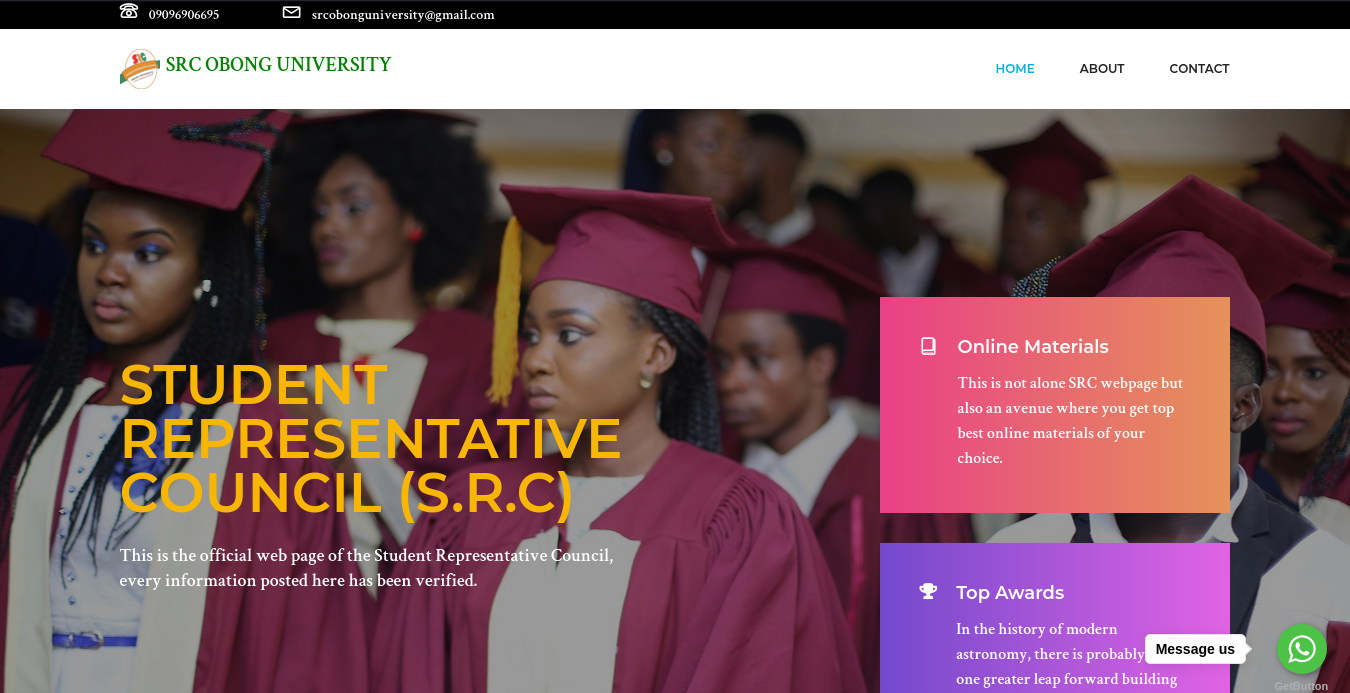 09096906695
srcobonguniversity@gmail.com
SRC OBONG UNIVERSITY
HOME
ABOUT
CONTACT
STUDENT
REPRESENTATIVE
COUNCIL (S.R.C)
This is the official web page of the Student Representative Council,
every information posted here has been verified.
Online Materials
This is not alone SRC webpage but
also an avenue where you get top
best online materials of your
choice.
Top Awards
In the history of modern
astronomy, there is probably
one greater leap forward building
Message us
GetButton